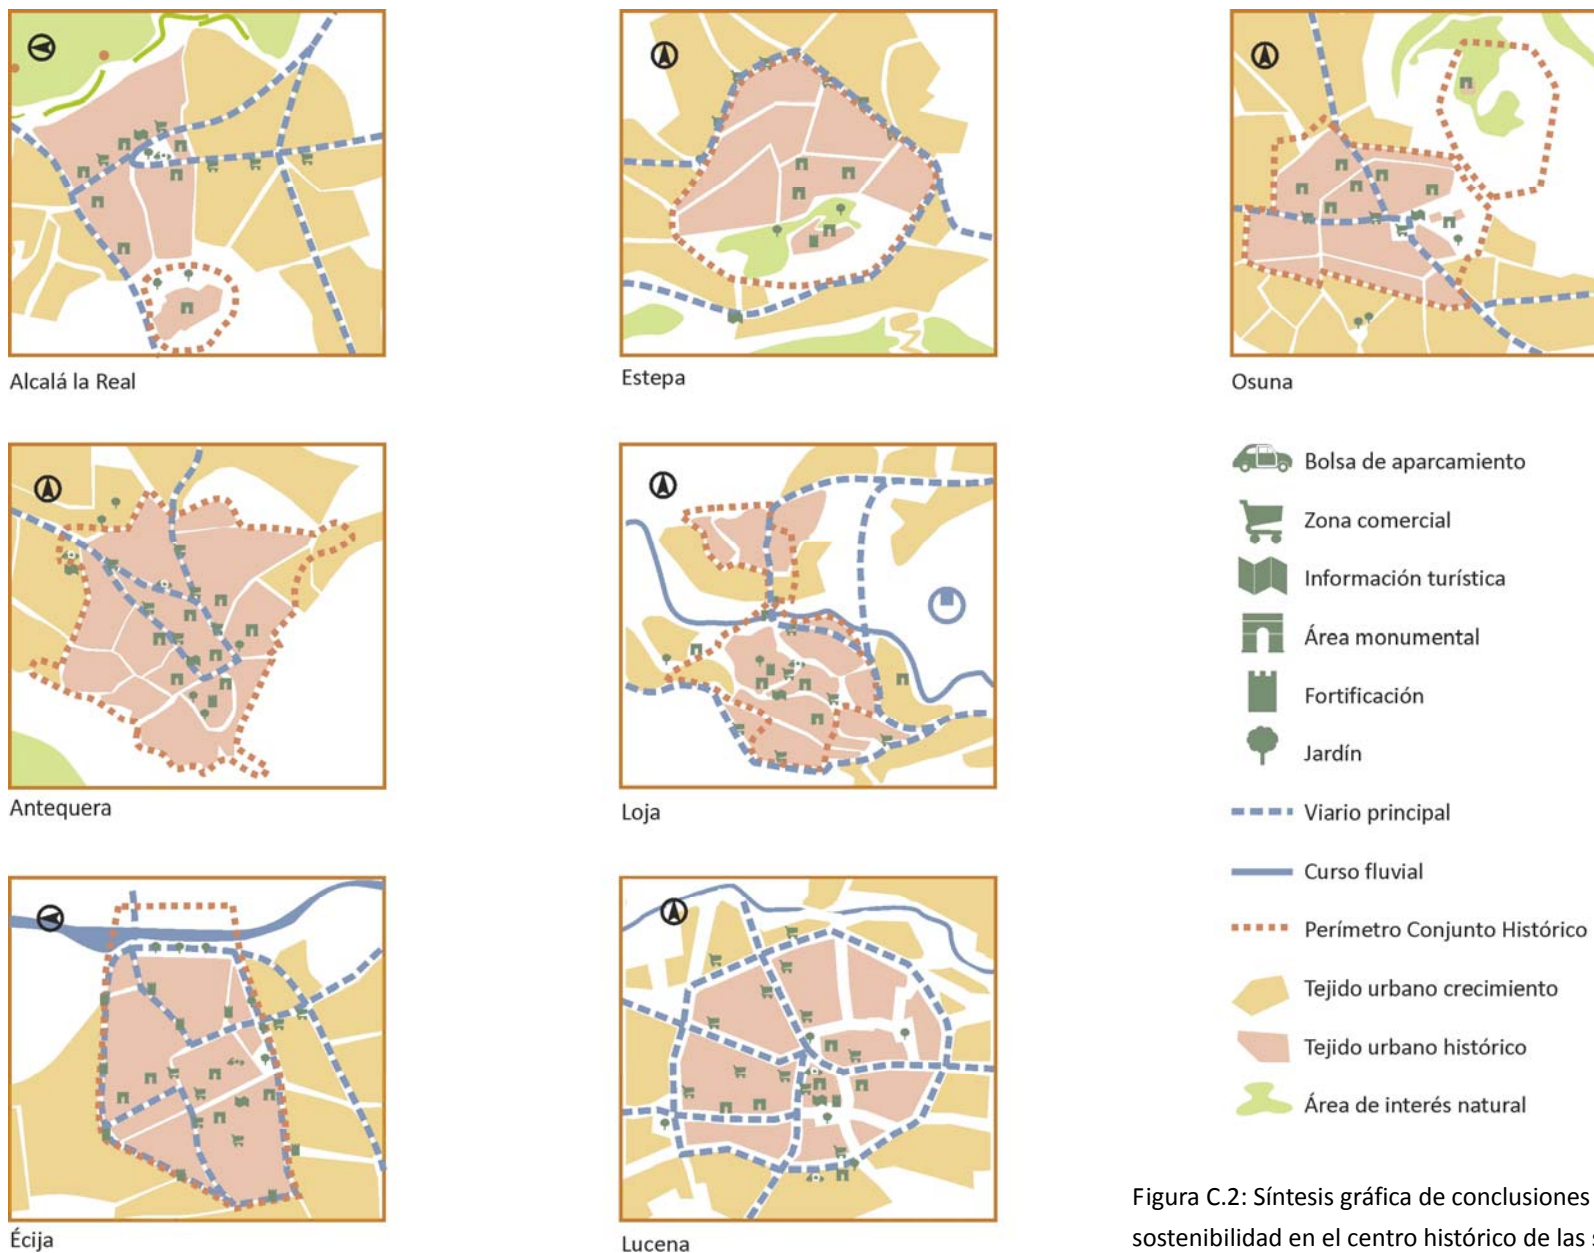 Alcalá la Real
Estepa
Osuna
Antequera
Loja
Écija
Lucena
Bolsa de aparcamiento
Zona comercial
Información turística
Área monumental
Fortificación
Jardín
Viario principal
Curso fluvial
Perímetro Conjunto Histórico
Tejido urbano crecimiento
Tejido urbano histórico
Área de interés natural
Figura C.2: Síntesis gráfica de conclusiones
sostenibilidad en el centro histórico de las